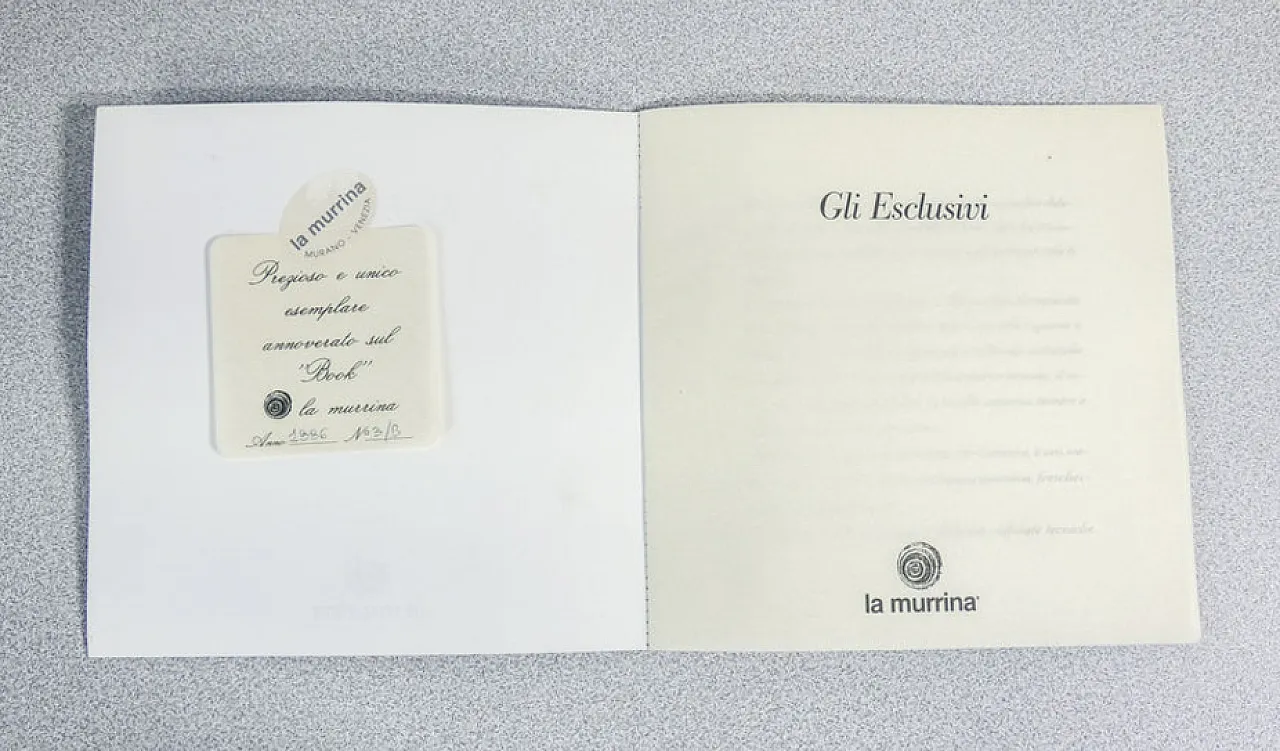 la murrina
MURANO - VENEZIA
Prezioso e unico
esemplare
annoverato sul
"Book"
la murrina
Anno 1986 N° 3/B
Gli Esclusivi
la murrina